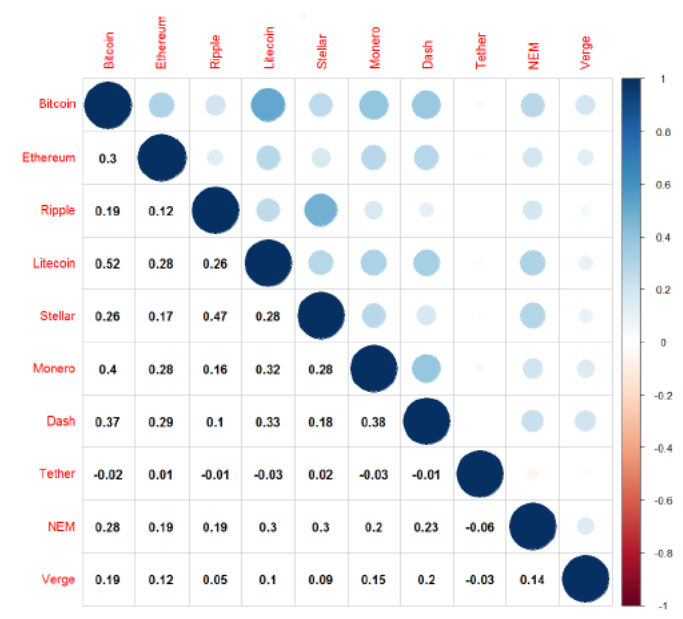 Bitcoin Ethereum Ripple Litecoin Stellar Monero Dash Tether NEM Verge
Bitcoin 1
Ethereum 0.3 0.8
Ripple 0.19 0.12 0.6
Litecoin 0.52 0.28 0.26 0.4
Stellar 0.26 0.17 0.47 0.28 0.2
Monero 0.4 0.28 0.16 0.32 0.28 0
Dash 0.37 0.29 0.1 0.33 0.18 0.38 -0.2
Tether -0.02 0.01 -0.01 -0.03 0.02 -0.03 -0.01 -0.4
NEM 0.28 0.19 0.19 0.3 0.3 0.2 0.23 -0.06 -0.6
Verge 0.19 0.12 0.05 0.1 0.09 0.15 0.2 -0.03 0.14 -0.8
-1